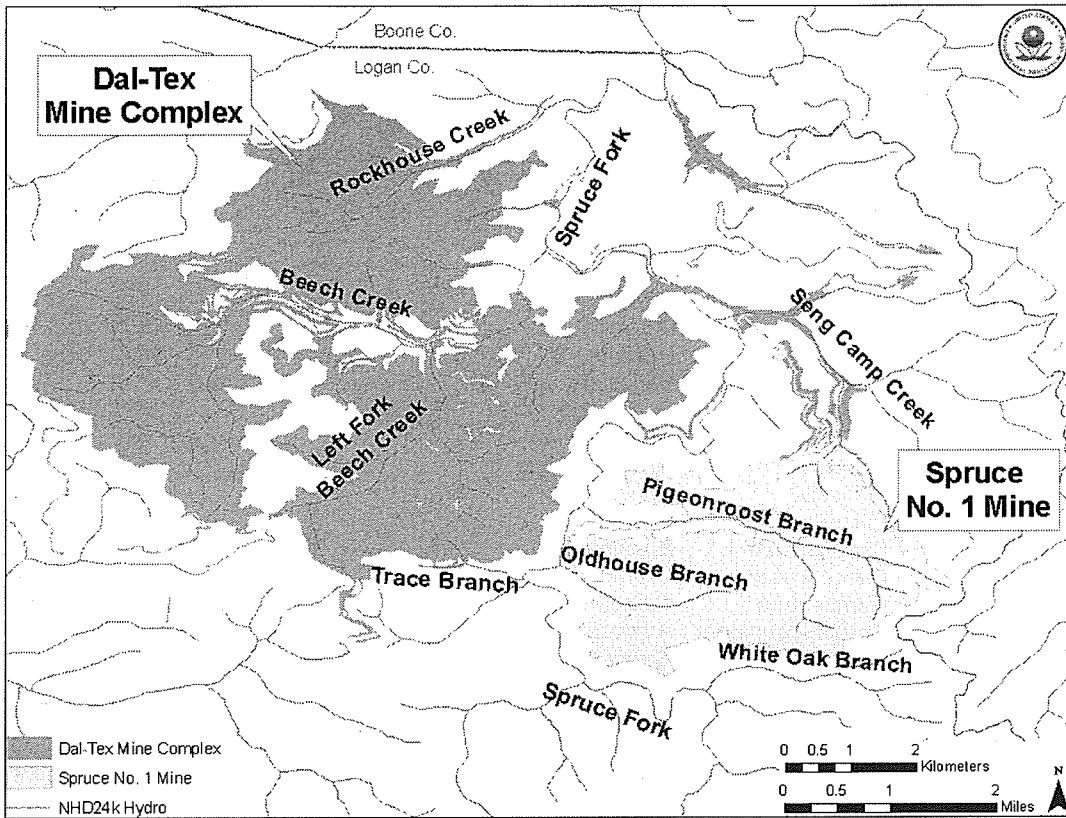 Boone Co.
Logan Co.
Dal-Tex
Mine Complex
Rockhouse Creek
Spruce Fork
Beech Creek
Seng Camp Creek
Left Fork
Beech Creek
Spruce
No. 1 Mine
Pigeonroost Branch
Oldhouse Branch
Trace Branch
White Oak Branch
Spruce Fork
Dal-Tex Mine Complex
Spruce No. 1 Mine
NHD24k Hydro
0 0.5 1 2
Kilometers
0 0.5 1 2
Miles
N